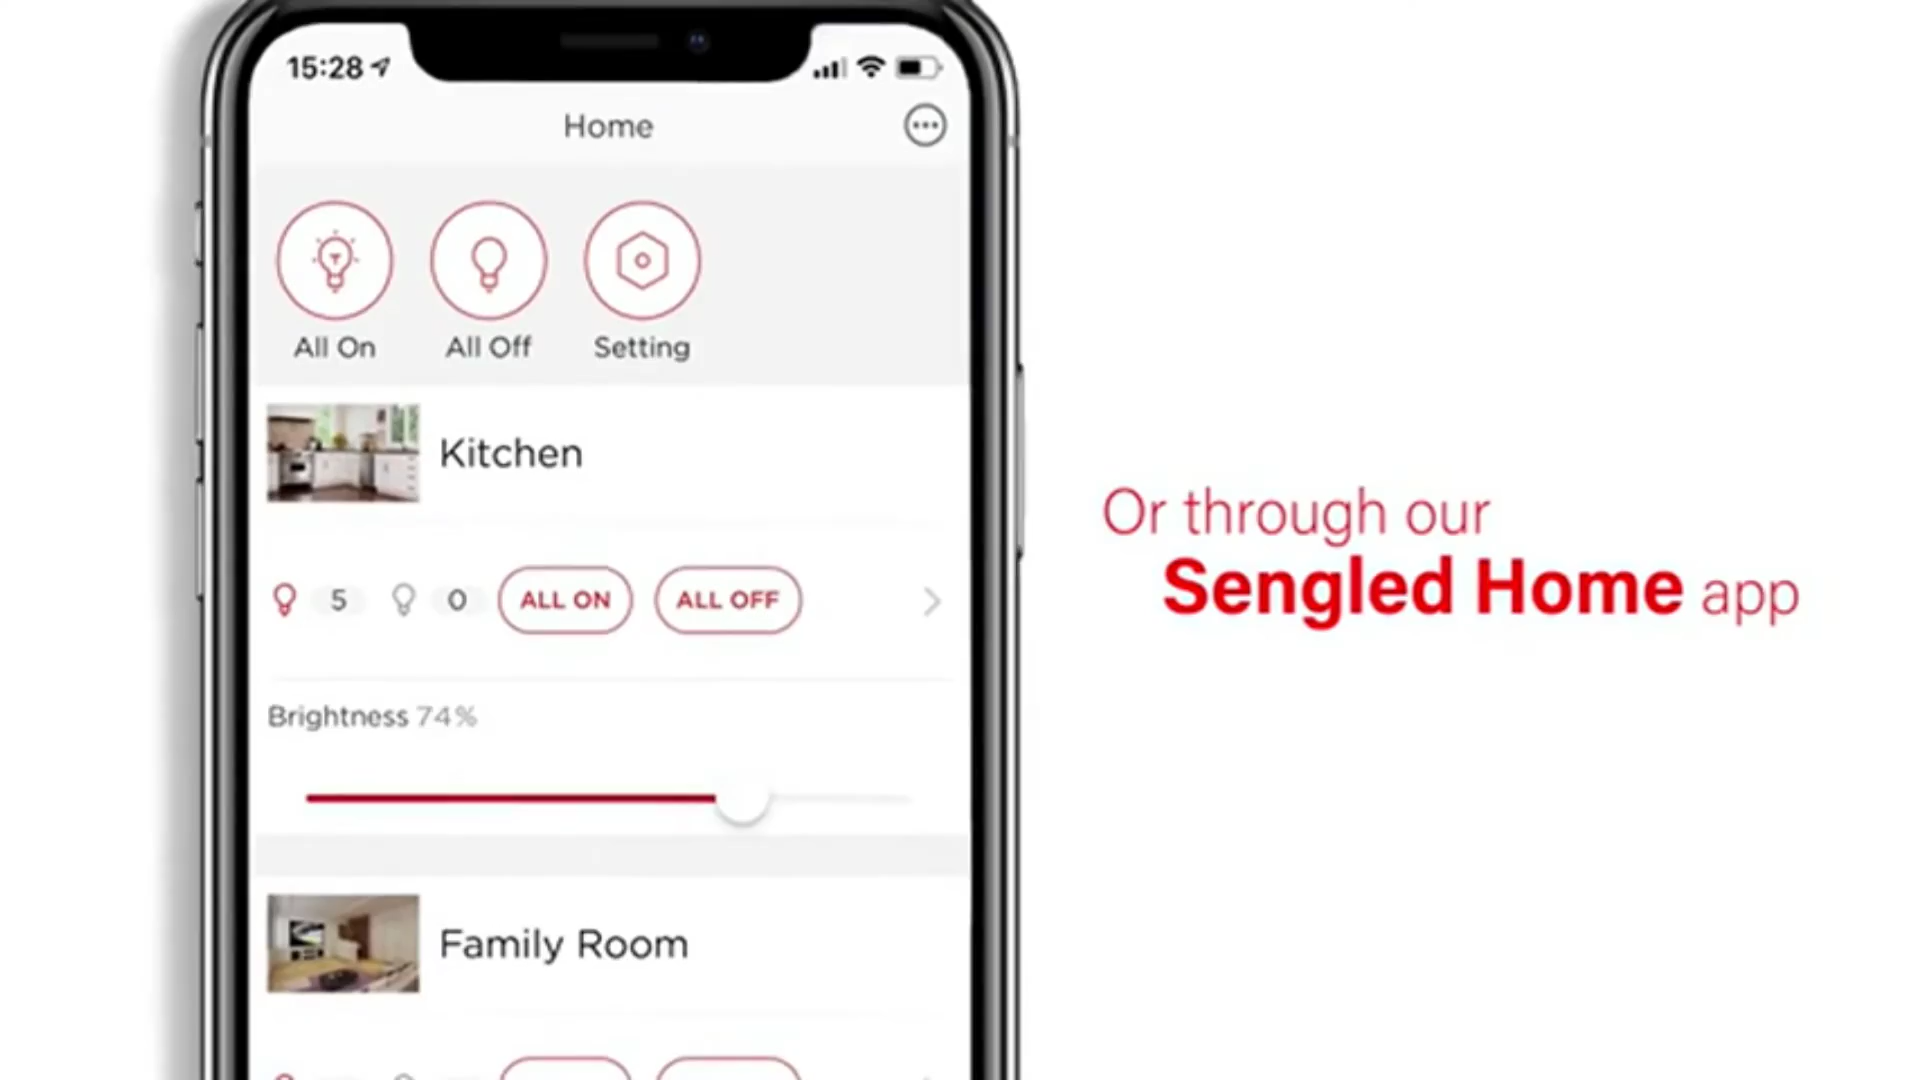 15:28
Home
All On
All Off
Setting
Kitchen
5
0
ALL ON
ALL OFF
Brightness 74%
Family Room
Or through our
Sengled Home app